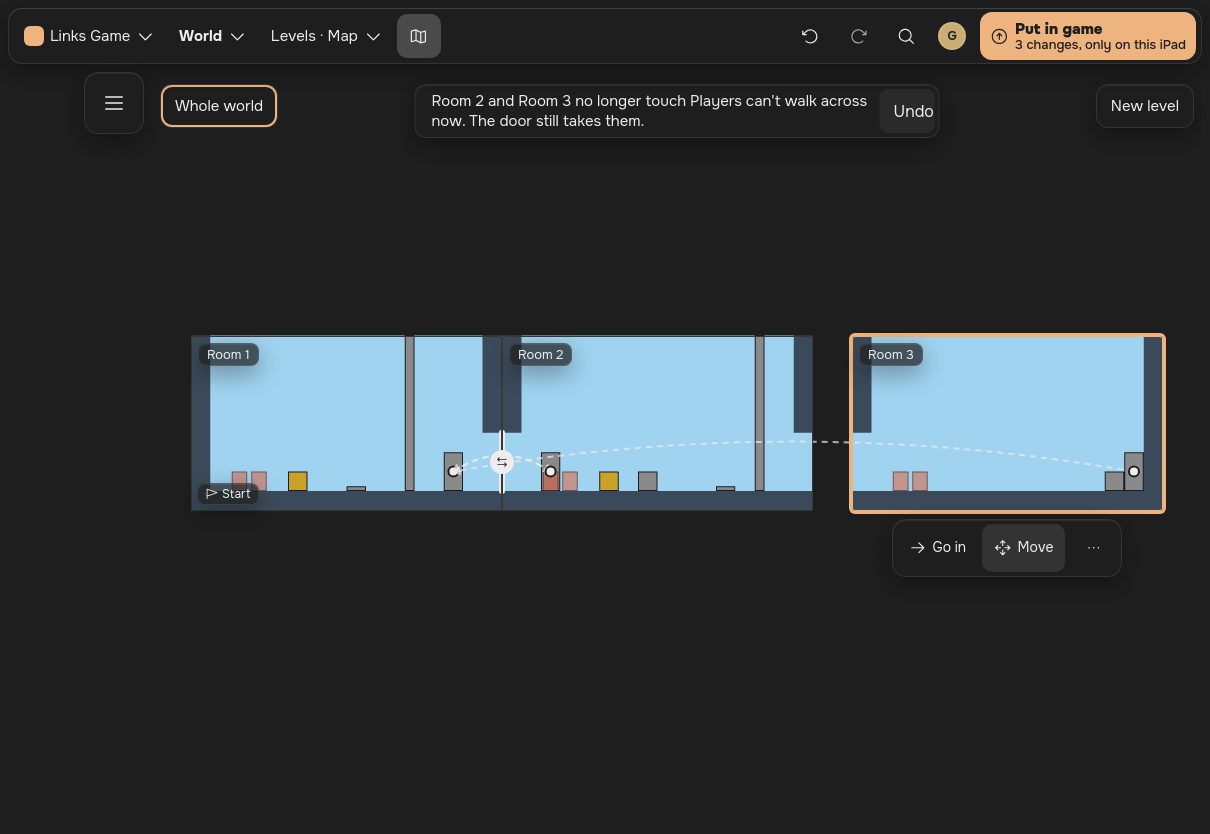 Links Game
World
Levels · Map
G
Put in game
3 changes, only on this iPad
Whole world
Room 2 and Room 3 no longer touch Players can't walk across
now. The door still takes them.
Undo
New level
Room 1
Room 2
Room 3
Start
Go in
Move
···